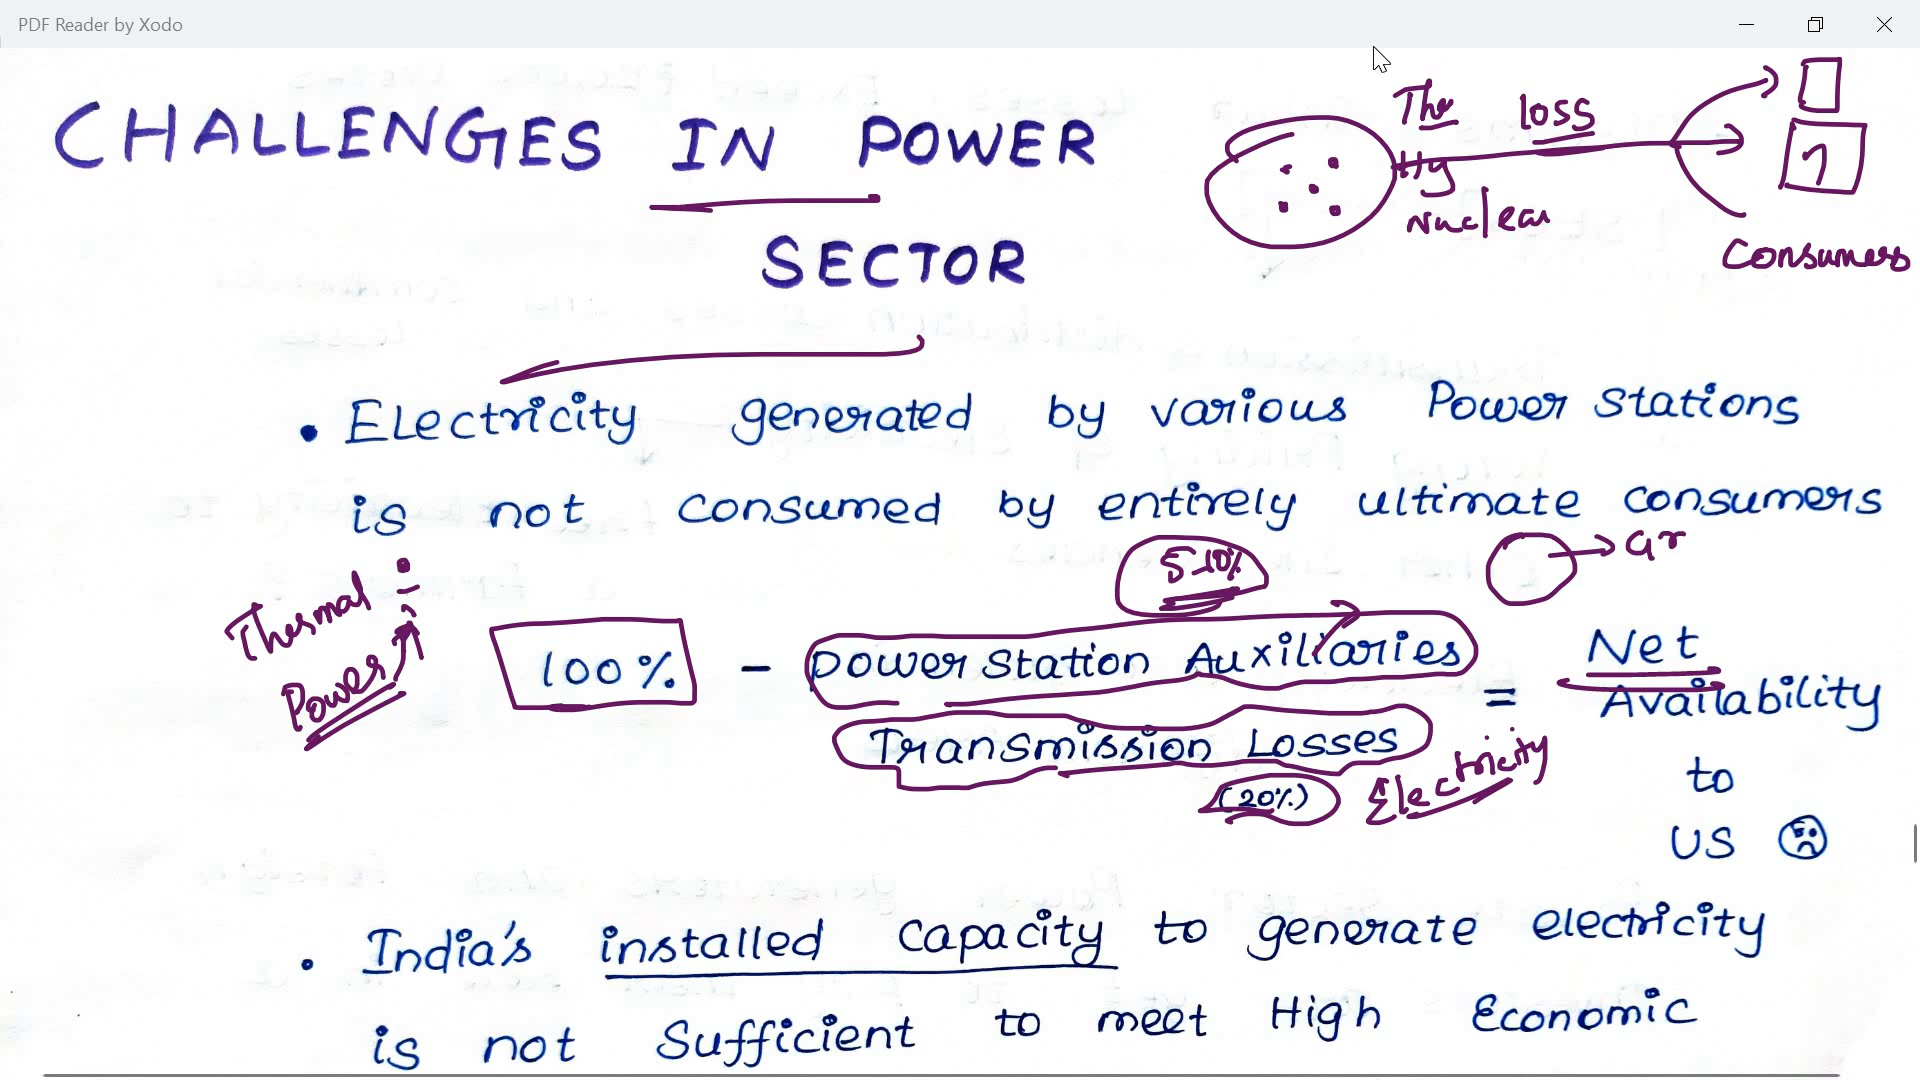 PDF Reader by Xodo
CHALLENGES IN POWER
SECTOR
The loss
Hy
Nuclear
Consumers
• Electricity generated by various Power Stations
is not consumed by entirely ultimate consumers
5-10%
Thermal
Power
100% - Power Station Auxiliaries = Net
Availability
Transmission Losses
(20%)
Electricity
to
US
• India's installed capacity to generate electricity
is not Sufficient to meet High Economic